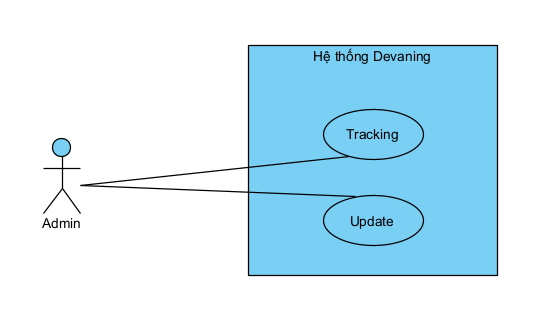 Hệ thống Devaning
Tracking
Admin
Update